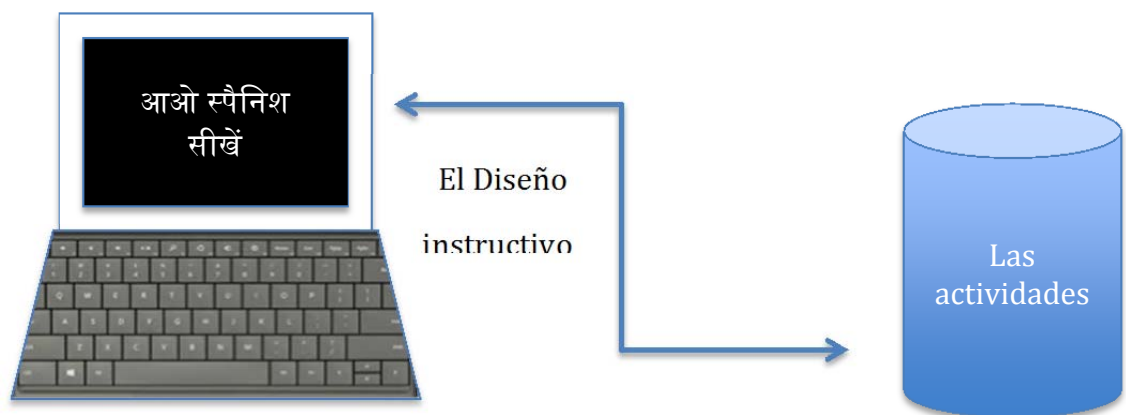 आओ स्पैनिश
सीखें
El Diseño
instructivo
Las
actividades